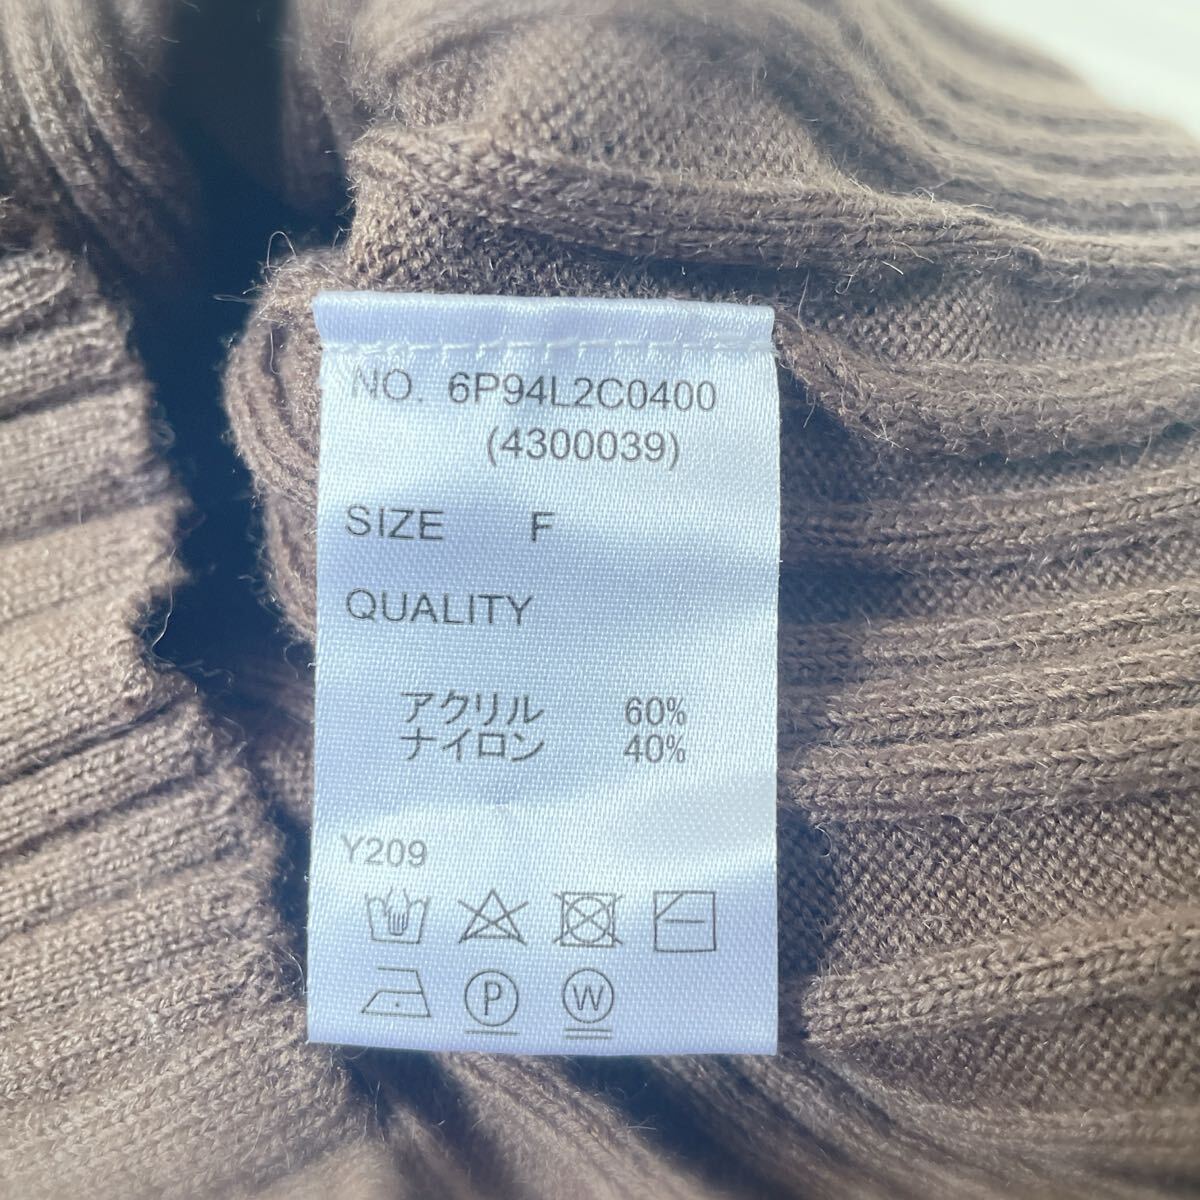 NO. 6P94L2C0400
(4300039)
SIZE F
QUALITY
アクリル 60%
ナイロン 40%
Y209
P W